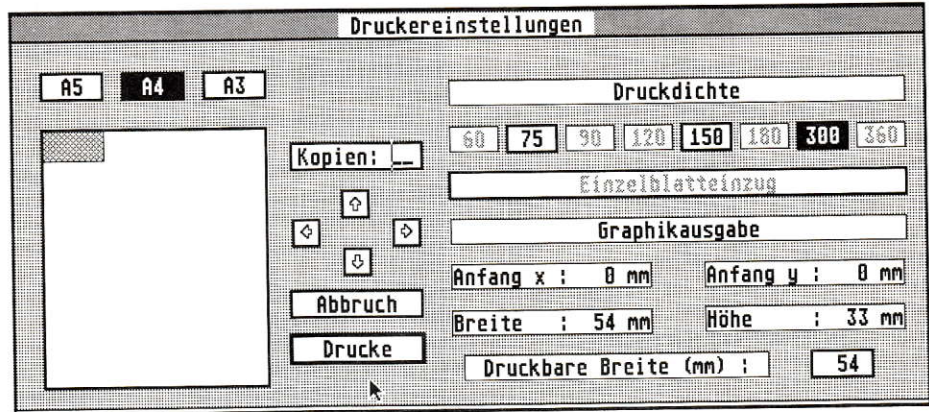 Druckereinstellungen
A5 A4 A3
Druckdichte
60 75 90 120 150 180 300 360
Kopien: __
Einzelblatteinzug
Graphikausgabe
Anfang x : 0 mm
Anfang y : 0 mm
Abbruch
Breite : 54 mm
Höhe : 33 mm
Drucke
Druckbare Breite (mm) : 54